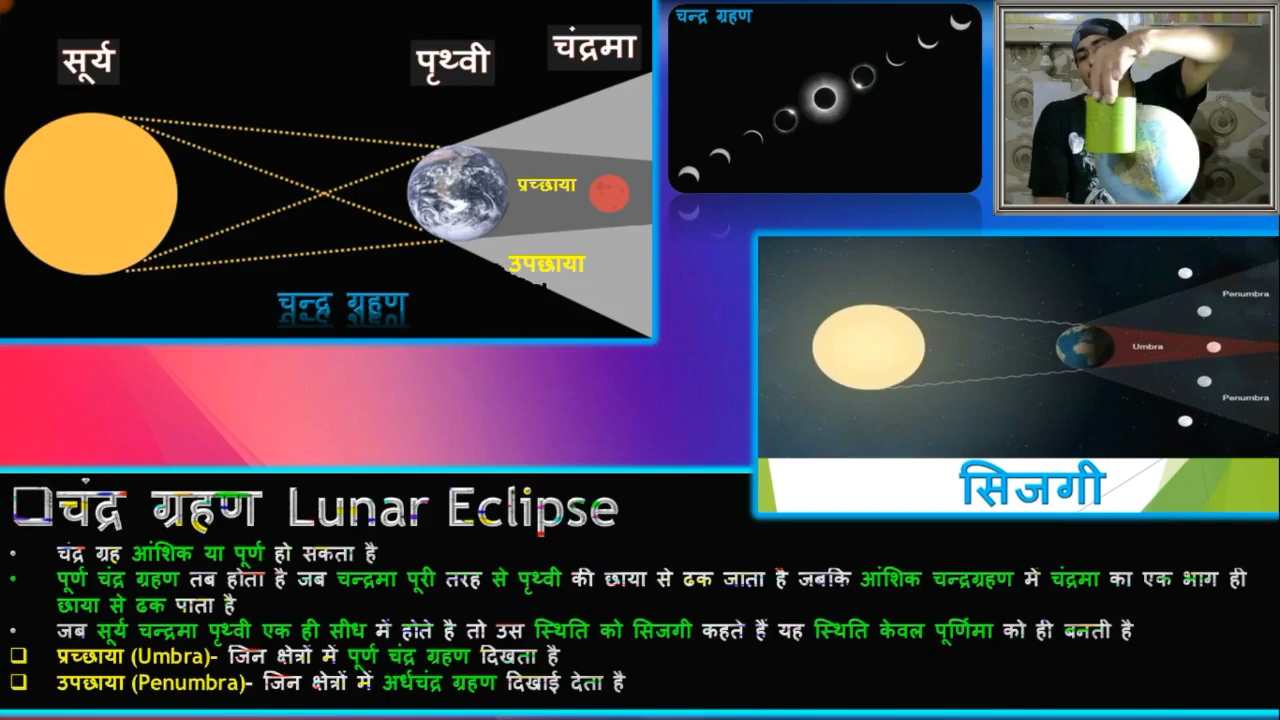 सूर्य
पृथ्वी
चंद्रमा
प्रच्छाया
उपछाया
चन्द्र ग्रहण
चन्द्र ग्रहण
Penumbra
Umbra
Penumbra
सिजगी
चंद्र ग्रहण Lunar Eclipse
चंद्र ग्रह आंशिक या पूर्ण हो सकता है
पूर्ण चंद्र ग्रहण तब होता है जब चन्द्रमा पूरी तरह से पृथ्वी की छाया से ढक जाता है जबकि आंशिक चन्द्रग्रहण में चंद्रमा का एक भाग ही
छाया से ढक पाता है
जब सूर्य चन्द्रमा पृथ्वी एक ही सीध में होते है तो उस स्थिति को सिजगी कहते हैं यह स्थिति केवल पूर्णिमा को ही बनती है
प्रच्छाया (Umbra)- जिन क्षेत्रों में पूर्ण चंद्र ग्रहण दिखता है
उपछाया (Penumbra)- जिन क्षेत्रों में अर्धचंद्र ग्रहण दिखाई देता है